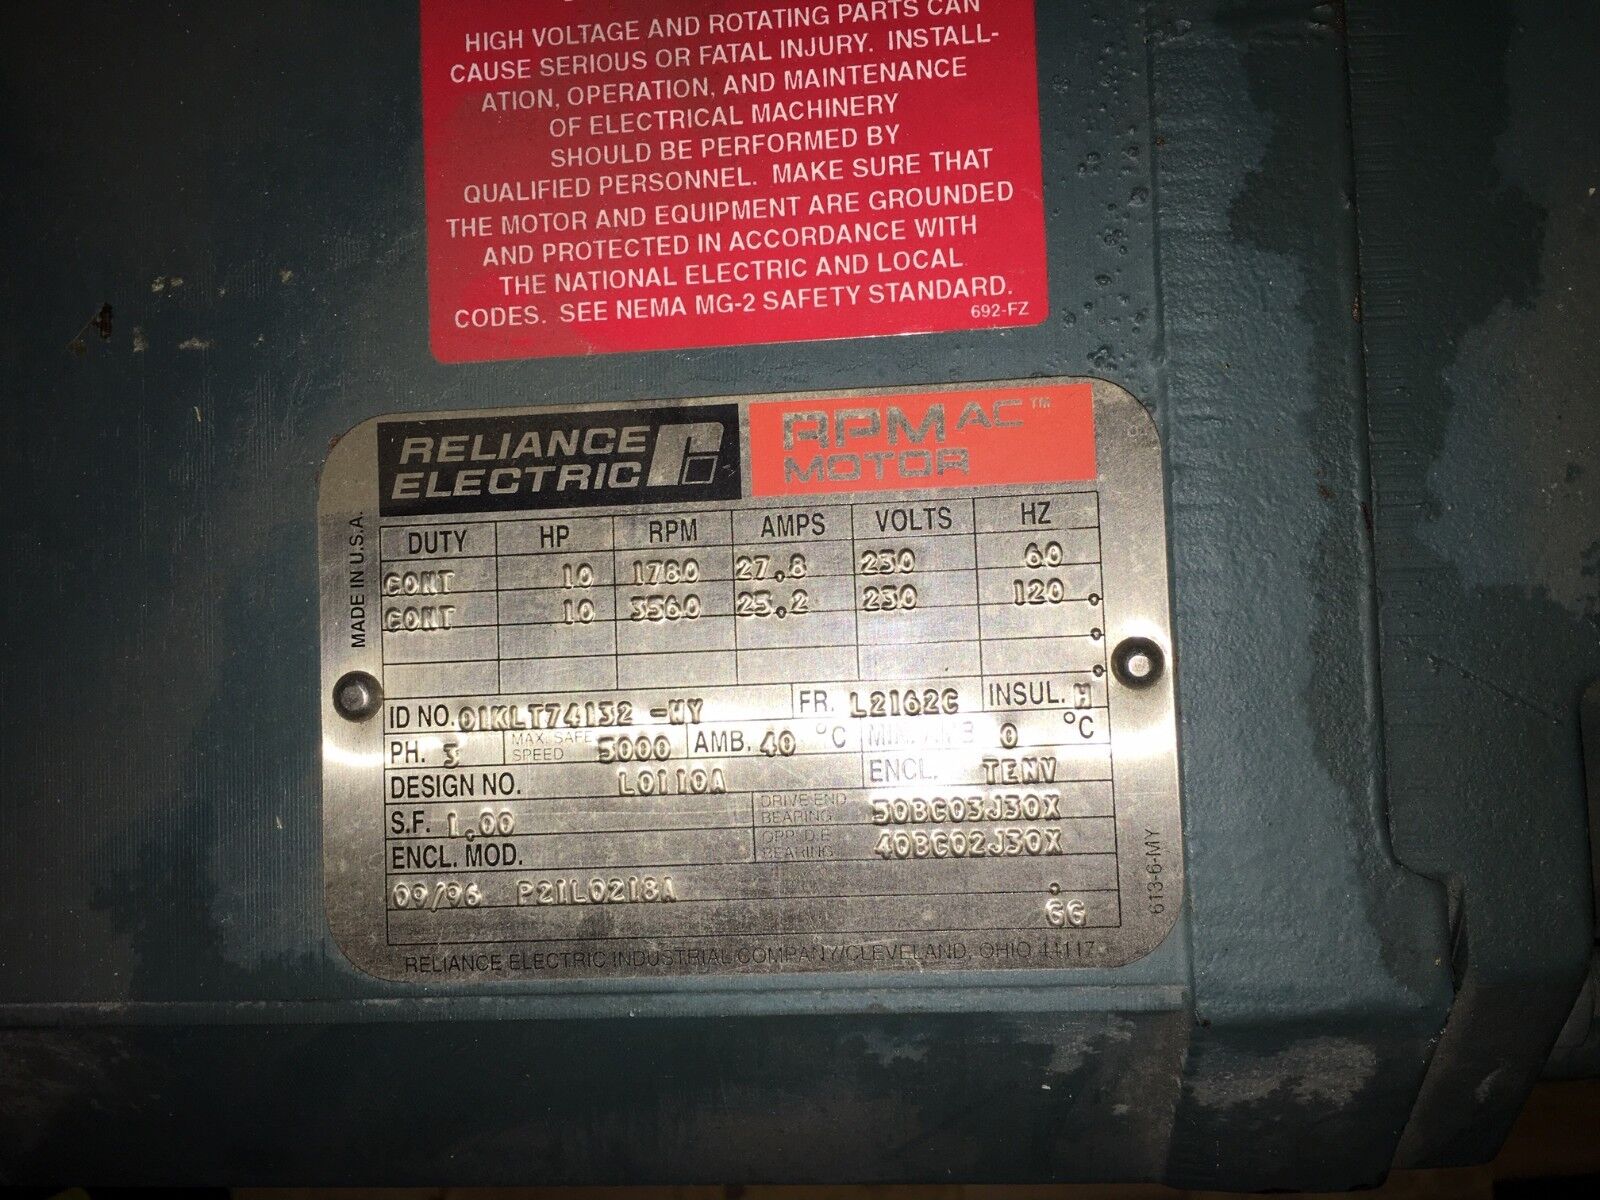 HIGH VOLTAGE AND ROTATING PARTS CAN
CAUSE SERIOUS OR FATAL INJURY. INSTALL-
ATION, OPERATION, AND MAINTENANCE
OF ELECTRICAL MACHINERY
SHOULD BE PERFORMED BY
QUALIFIED PERSONNEL. MAKE SURE THAT
THE MOTOR AND EQUIPMENT ARE GROUNDED
AND PROTECTED IN ACCORDANCE WITH
THE NATIONAL ELECTRIC AND LOCAL
CODES. SEE NEMA MG-2 SAFETY STANDARD.
692-FZ
RELIANCE ELECTRIC
RPM AC™ MOTOR
MADE IN U.S.A.
DUTY HP RPM AMPS VOLTS HZ
CONT 10 1780 27.8 230 60
CONT 10 3560 25.2 230 120.
ID NO. 01KLT74132 -WY FR. L2162C INSUL. H
PH. 3 MAX. SAFE SPEED 5000 AMB. 40 °C MIN. AMB 0 °C
DESIGN NO. L0110A ENCL. TENV
S.F. 1.00 DRIVE END BEARING 50BC03J30X
OPP. D.E. BEARING 40BC02J30X
ENCL. MOD.
09/96 P21L0218A GG
613-6-MY
RELIANCE ELECTRIC INDUSTRIAL COMPANY/CLEVELAND, OHIO 44117